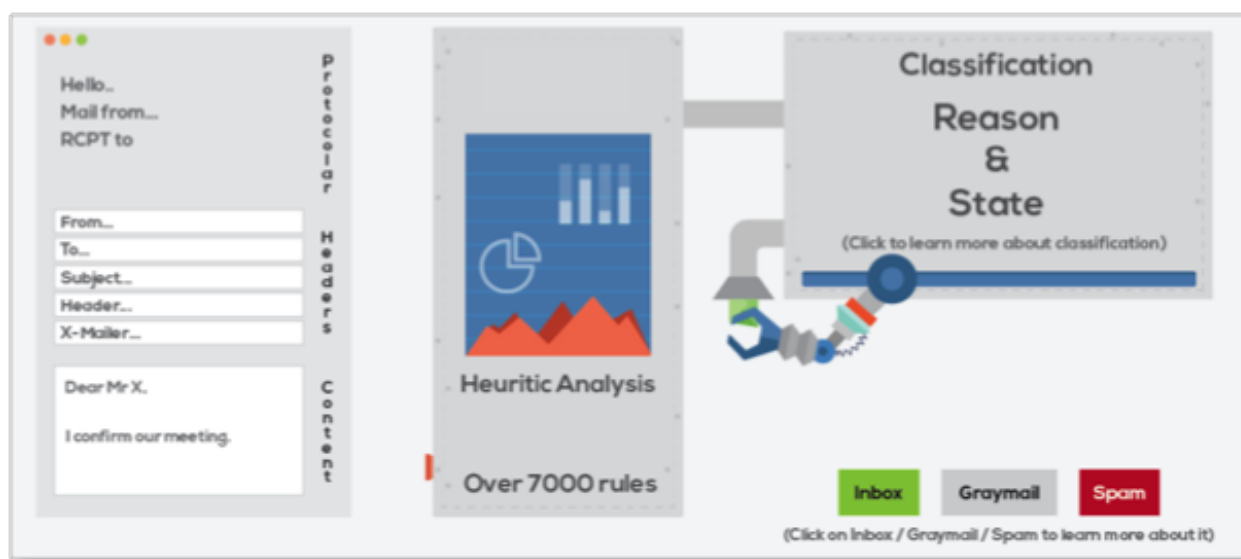 Hello..
Mail from...
RCPT to
Protocolar
From...
To...
Subject...
Header...
X-Mailer...
Headers
Dear Mr X.
I confirm our meeting.
Content
Heuritic Analysis
Over 7000 rules
Classification
Reason
&
State
(Click to learn more about classification)
Inbox
Graymail
Spam
(Click on Inbox / Graymail / Spam to learn more about it)